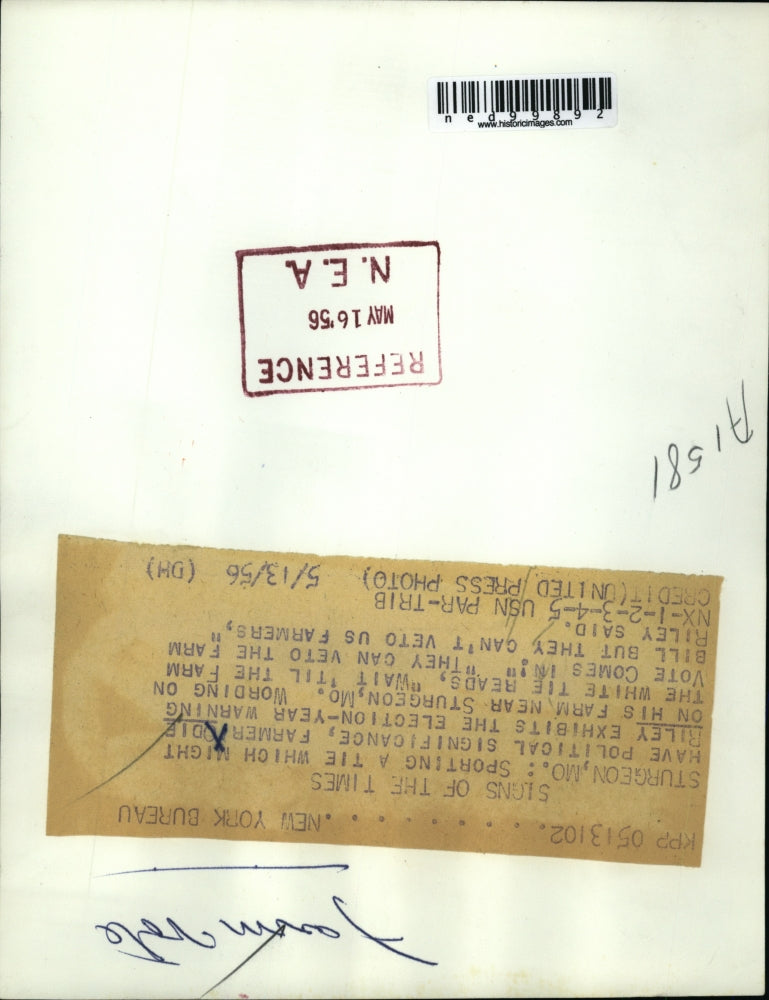 Farm Vote
KPP 0513102. . . . . . . . .NEW YORK BUREAU
SIGNS OF THE TIMES
STURGEON,MO.: SPORTING A TIE WHICH MIGHT
HAVE POLITICAL SIGNIFICANCE, FARMER ODIE
RILEY EXHIBITS THE ELECTION-YEAR WARNING
ON HIS FARM NEAR STURGEON,MO. WORDING ON
THE WHITE TIE READS, "WAIT 'TIL THE FARM
VOTE COMES IN;" "THEY CAN VETO THE FARM
BILL BUT THEY CAN'T VETO US FARMERS,"
RILEY SAID.
NX-1-2-3-4-5 USN PAR-TRIB
CREDIT(UNITED PRESS PHOTO) 5/13/56 (DH)
A1581
REFERENCE
MAY 16 '56
N.E.A.
ned99892
www.historicimages.com